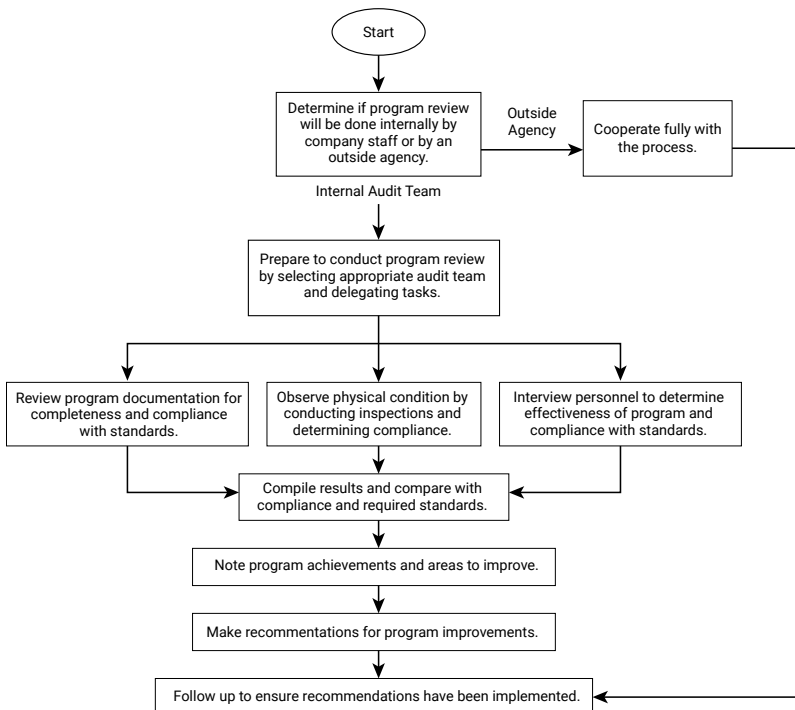 Start
Determine if program review
will be done internally by
company staff or by an
outside agency.
Outside
Agency
Cooperate fully with
the process.
Internal Audit Team
Prepare to conduct program review
by selecting appropriate audit team
and delegating tasks.
Review program documentation for
completeness and compliance
with standards.
Observe physical condition by
conducting inspections and
determining compliance.
Interview personnel to determine
effectiveness of program and
compliance with standards.
Compile results and compare with
compliance and required standards.
Note program achievements and areas to improve.
Make recommendations for program improvements.
Follow up to ensure recommendations have been implemented.